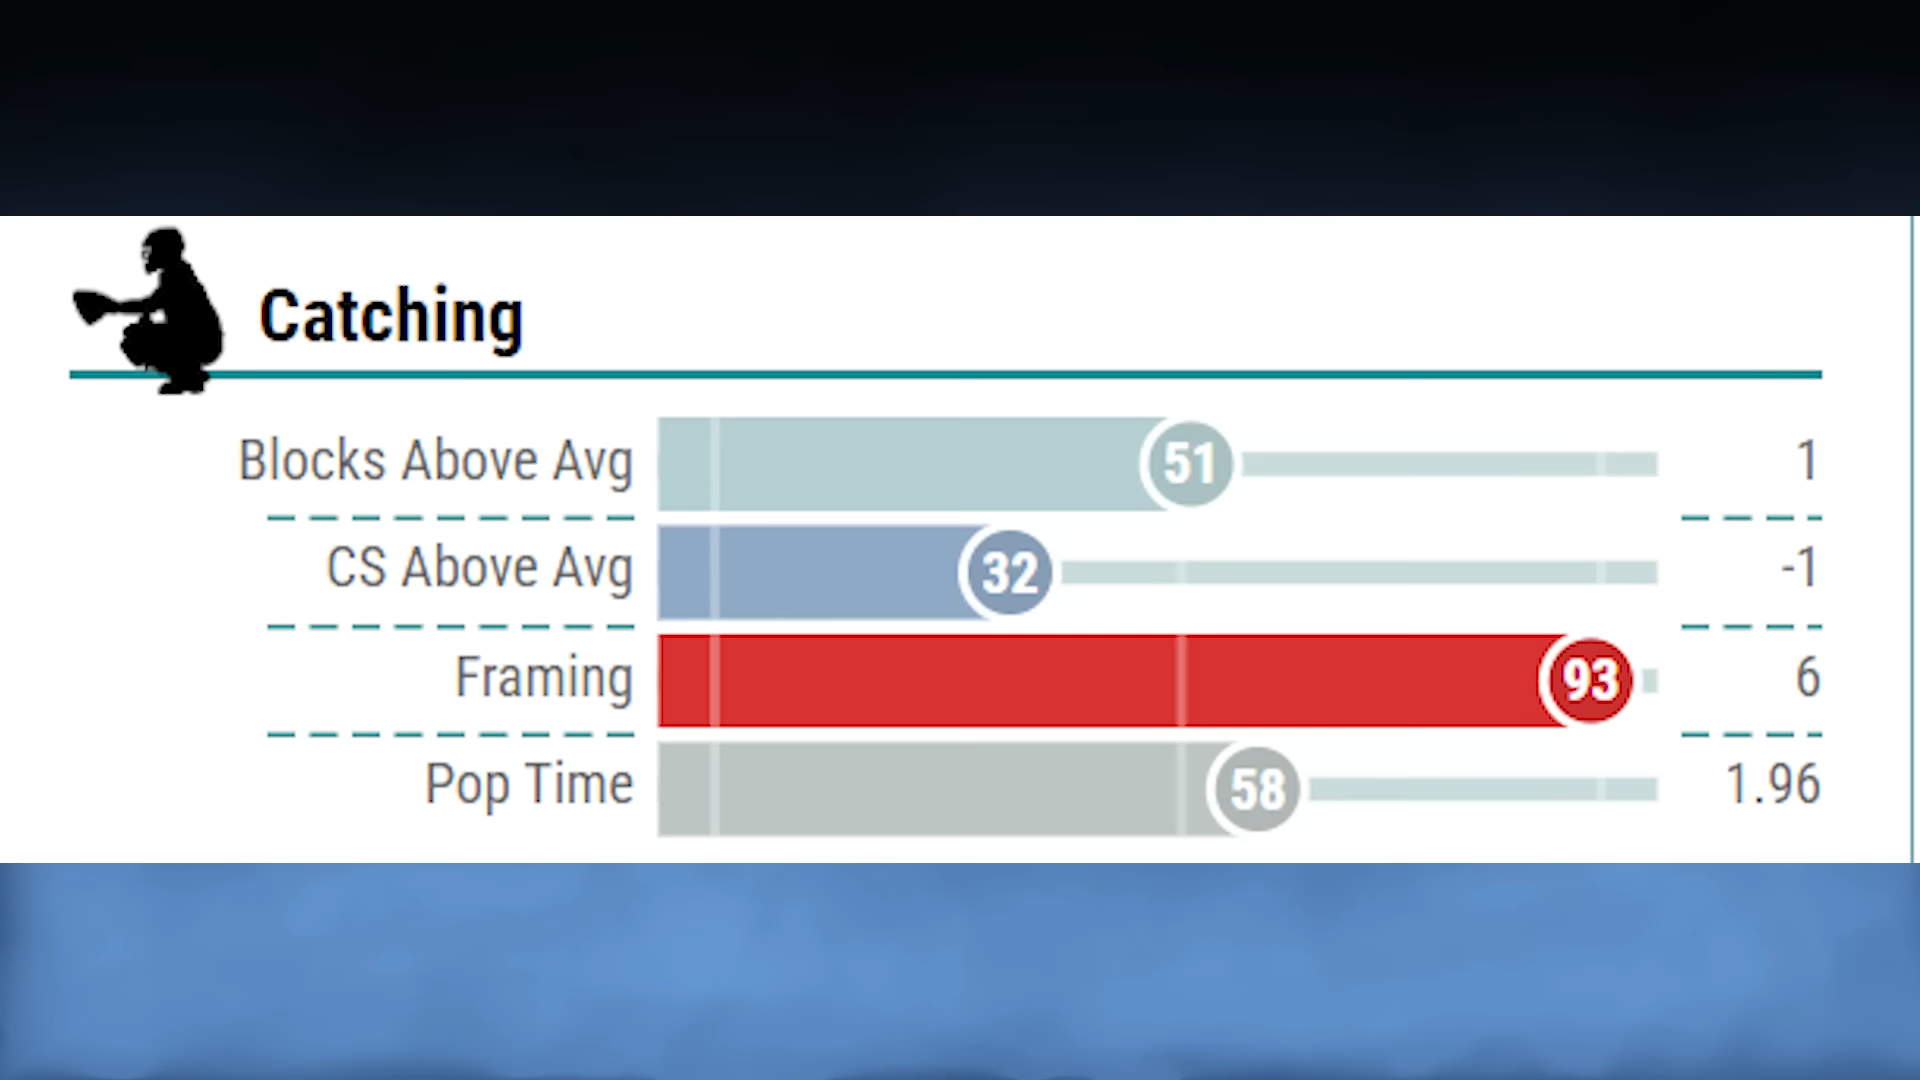 Catching
Blocks Above Avg 51 1
CS Above Avg 32 -1
Framing 93 6
Pop Time 58 1.96